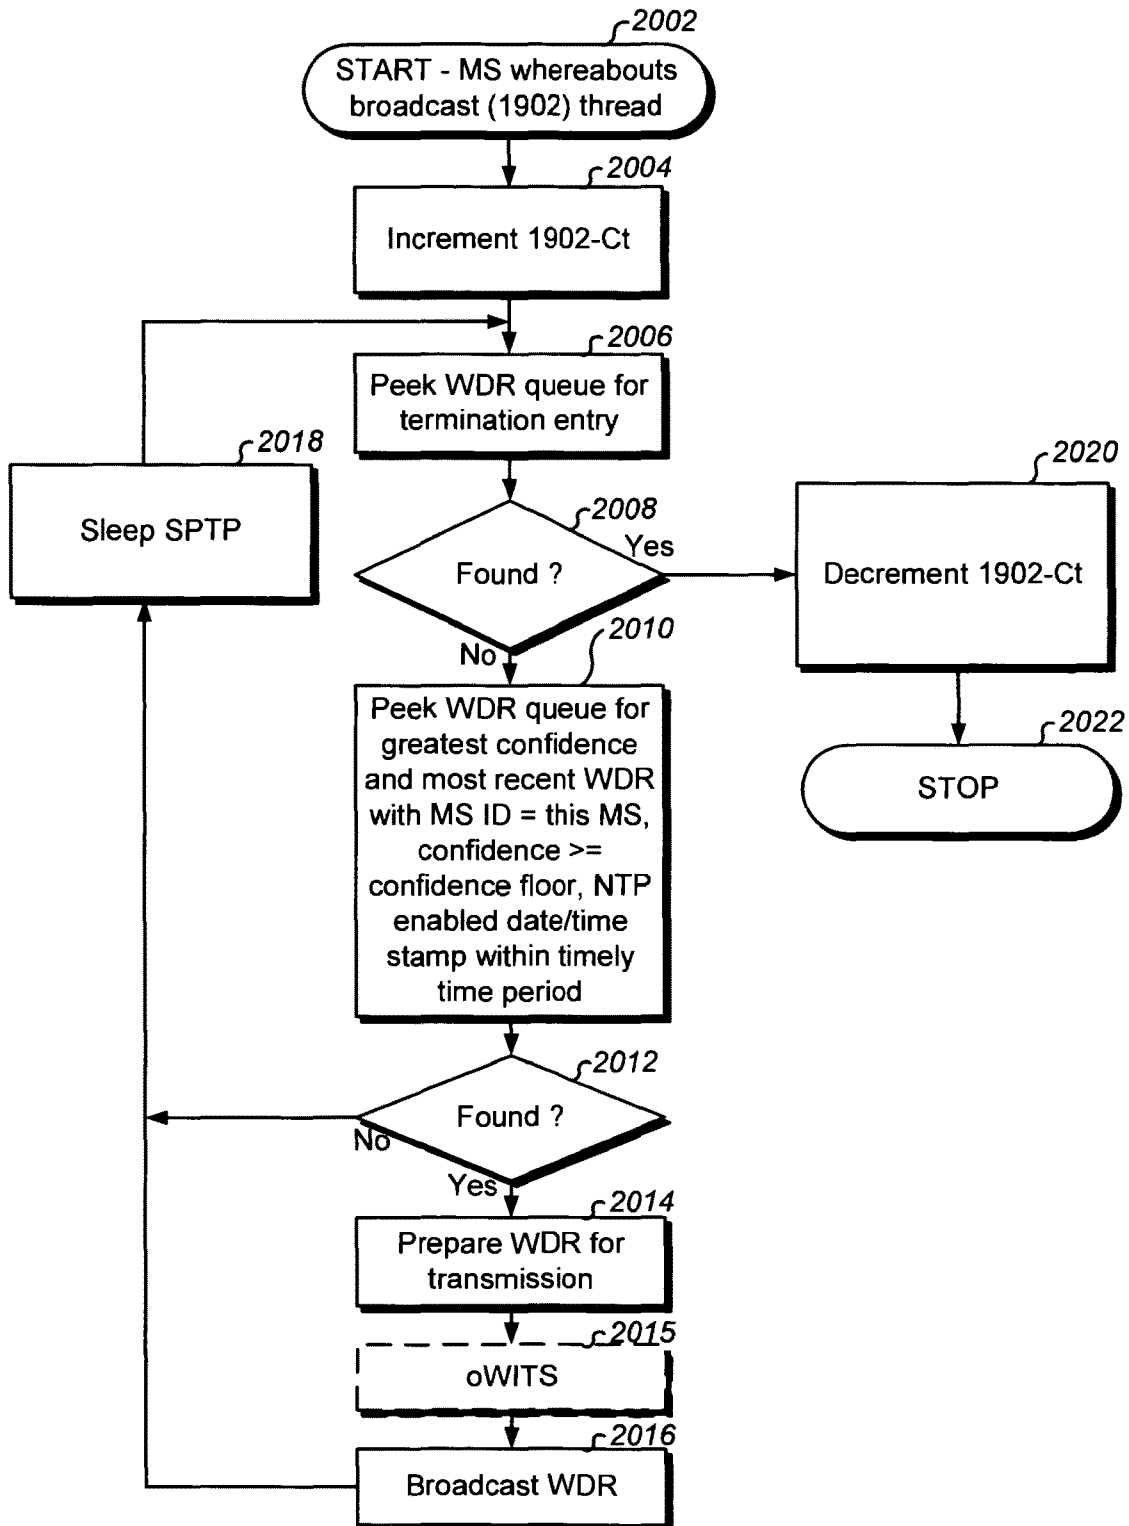 2002
START - MS whereabouts
broadcast (1902) thread
2004
Increment 1902-Ct
2006
Peek WDR queue for
termination entry
2018
Sleep SPTP
2008
Found ?
Yes
No
2020
Decrement 1902-Ct
2022
STOP
2010
Peek WDR queue for
greatest confidence
and most recent WDR
with MS ID = this MS,
confidence >=
confidence floor, NTP
enabled date/time
stamp within timely
time period
2012
Found ?
No
Yes
2014
Prepare WDR for
transmission
2015
oWITS
2016
Broadcast WDR